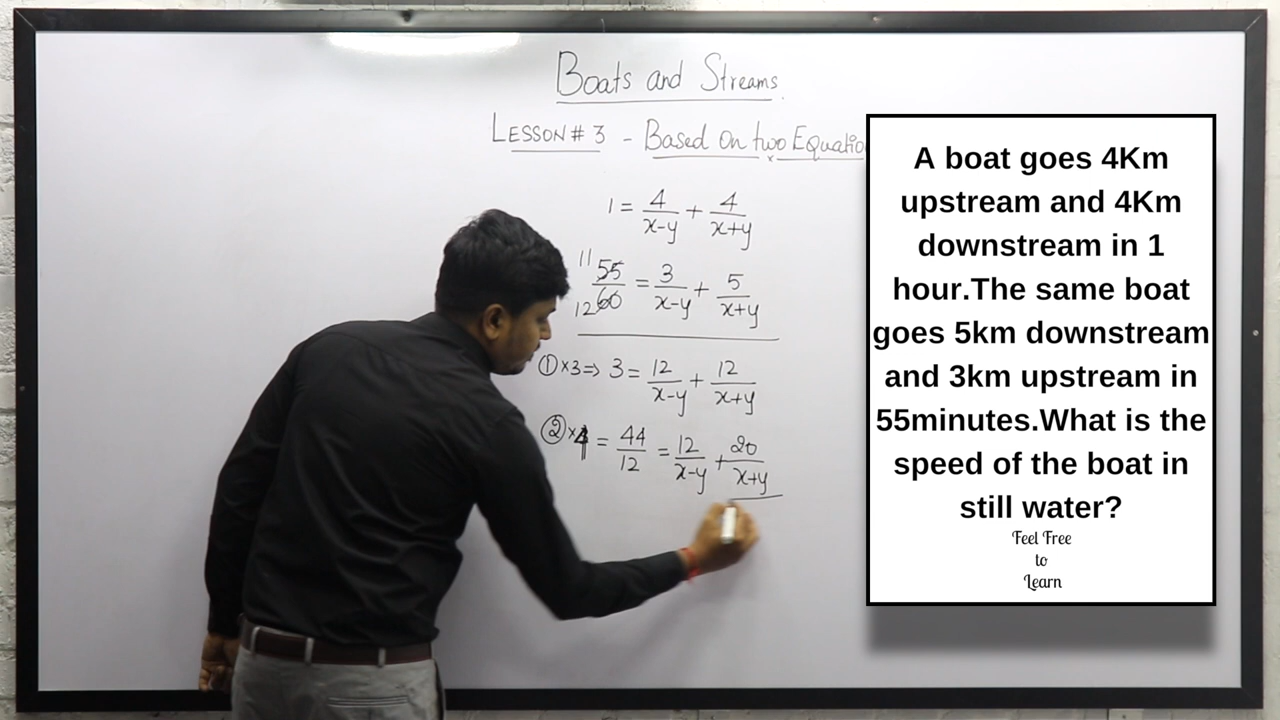 Boats and Streams.
LESSON # 3 - Based on two Equatio
1 = 4/(x-y) + 4/(x+y)
11 55/60 12 = 3/(x-y) + 5/(x+y)
① ×3 => 3 = 12/(x-y) + 12/(x+y)
② ×4 = 44/12 = 12/(x-y) + 20/(x+y)
A boat goes 4Km
upstream and 4Km
downstream in 1
hour.The same boat
goes 5km downstream
and 3km upstream in
55minutes.What is the
speed of the boat in
still water?
Feel Free
to
Learn